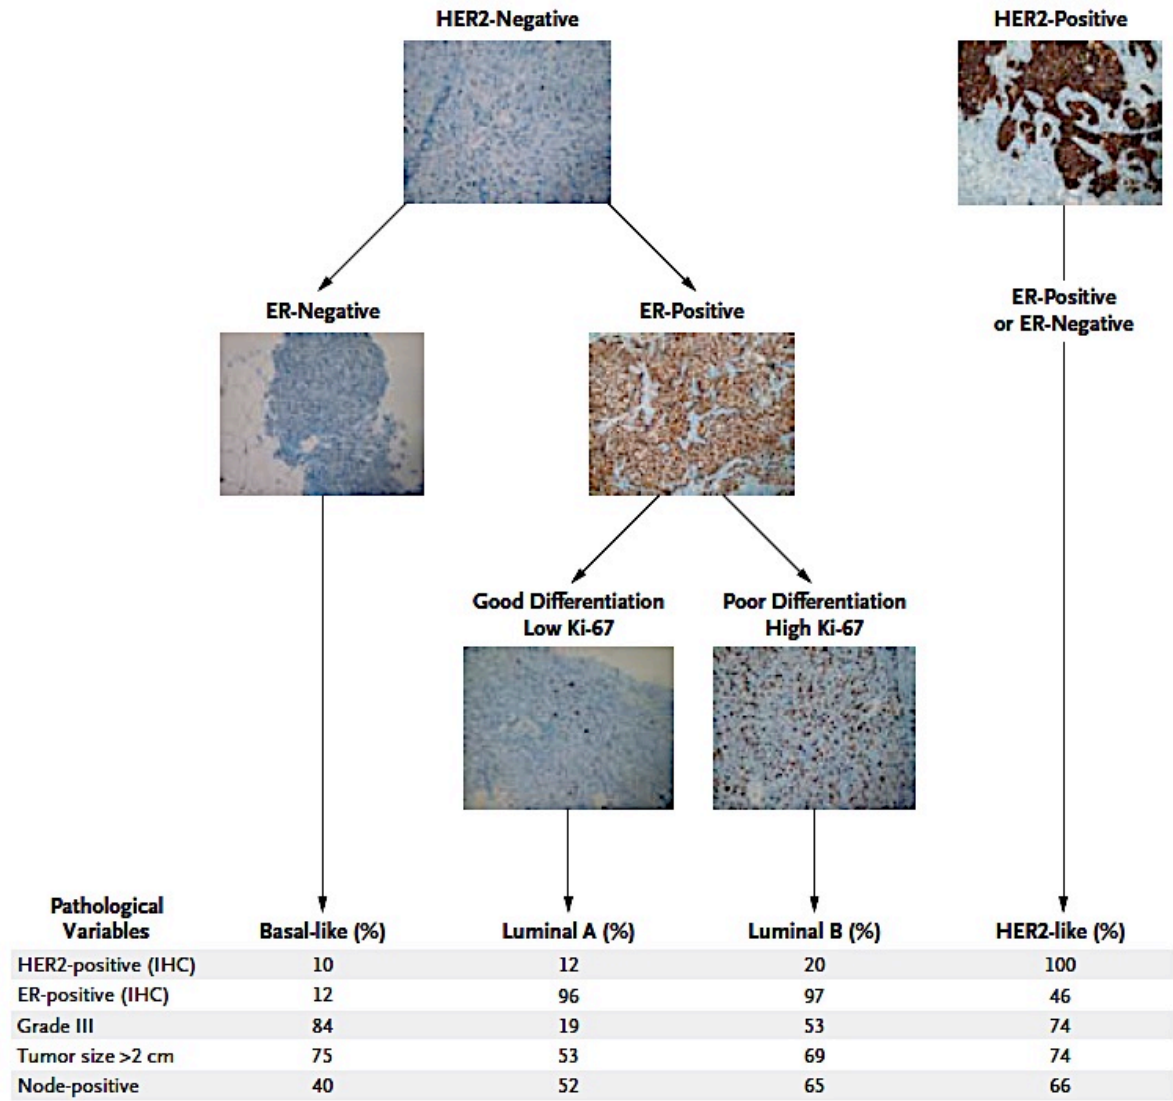 HER2-Negative
HER2-Positive
ER-Negative
ER-Positive
ER-Positive
or ER-Negative
Good Differentiation
Low Ki-67
Poor Differentiation
High Ki-67
Pathological
Variables
Basal-like (%)
Luminal A (%)
Luminal B (%)
HER2-like (%)
HER2-positive (IHC) 10 12 20 100
ER-positive (IHC) 12 96 97 46
Grade III 84 19 53 74
Tumor size >2 cm 75 53 69 74
Node-positive 40 52 65 66